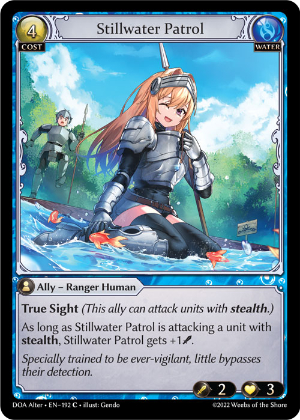 4
COST
Stillwater Patrol
WATER
Ally – Ranger Human
True Sight (This ally can attack units with stealth.)
As long as Stillwater Patrol is attacking a unit with
stealth, Stillwater Patrol gets +1.
Specially trained to be ever-vigilant, little bypasses
their detection.
2
3
DOA Alter • EN-192 C • illust: Gendo
©2022 Weebs of the Shore